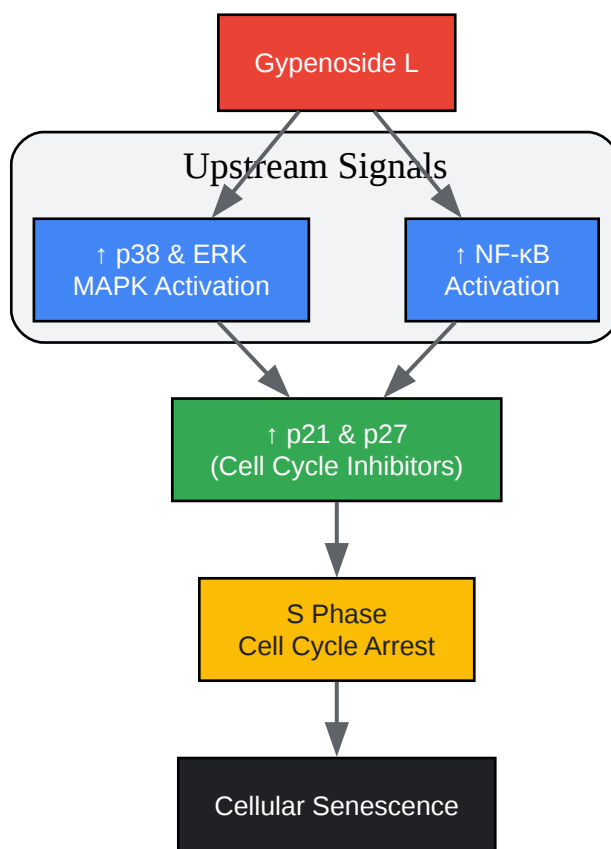 Gypenoside L
Upstream Signals
↑ p38 & ERK
MAPK Activation
↑ NF-κB
Activation
↑ p21 & p27
(Cell Cycle Inhibitors)
S Phase
Cell Cycle Arrest
Cellular Senescence